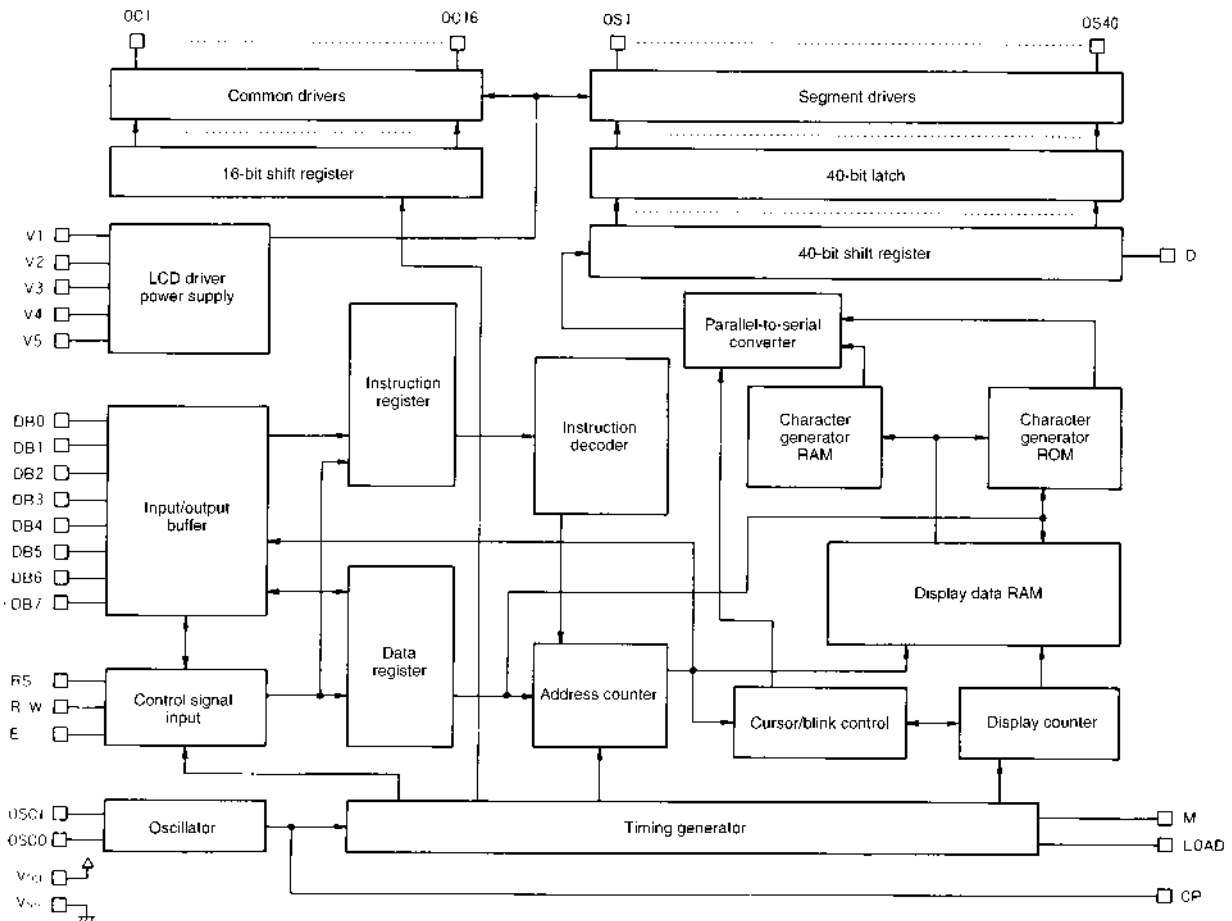 OC1
OC16
OS1
OS40
Common drivers
Segment drivers
16-bit shift register
40-bit latch
40-bit shift register
D
V1
V2
V3
V4
V5
LCD driver
power supply
Parallel-to-serial
converter
Instruction
register
Instruction
decoder
Character
generator
RAM
Character
generator
ROM
DB0
DB1
DB2
DB3
DB4
DB5
DB6
DB7
Input/output
buffer
Display data RAM
Data
register
Address counter
RS
R W
E
Control signal
input
Cursor/blink control
Display counter
OSC1
OSC0
Oscillator
Timing generator
M
LOAD
CP